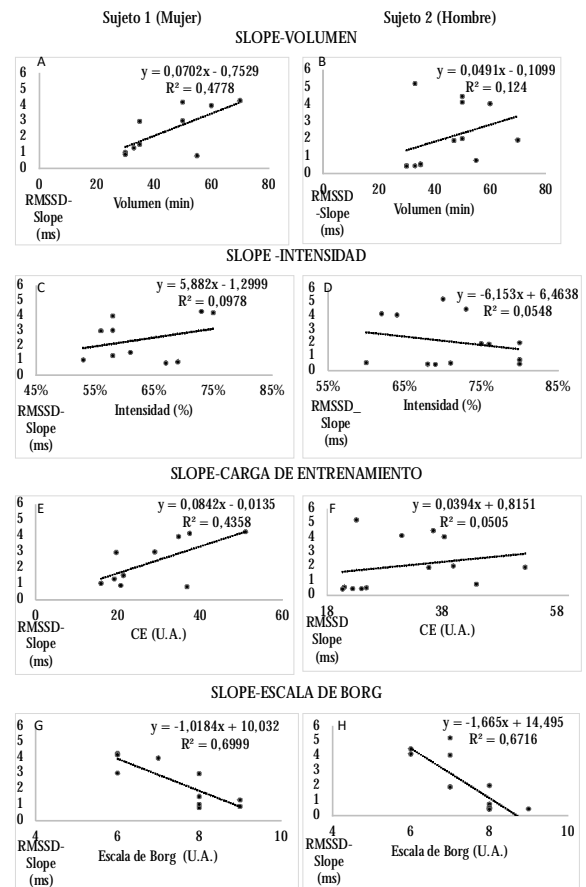 Sujeto 1 (Mujer) Sujeto 2 (Hombre)
SLOPE-VOLUMEN
A
y = 0,0702x - 0,7529
R² = 0,4778
6
5
4
3
2
1
0
0 20 40 60 80
RMSSD-
Slope
(ms)
Volumen (min)
B
y = 0,0491x - 0,1099
R² = 0,124
6
5
4
3
2
1
0
0 20 40 60 80
RMSSD
-Slope
(ms)
Volumen (min)
SLOPE -INTENSIDAD
C
y = 5,882x - 1,2999
R² = 0,0978
6
5
4
3
2
1
0
45% 55% 65% 75% 85%
RMSSD-
Slope
(ms)
Intensidad (%)
D
y = -6,153x + 6,4638
R² = 0,0548
6
5
4
3
2
1
0
55% 65% 75% 85%
RMSSD_
Slope
(ms)
Intensidad (%)
SLOPE-CARGA DE ENTRENAMIENTO
E
y = 0,0842x - 0,0135
R² = 0,4358
6
5
4
3
2
1
0
0 20 40 60
RMSSD-
Slope
(ms)
CE (U.A.)
F
y = 0,0394x + 0,8151
R² = 0,0505
6
5
4
3
2
1
0
18 38 58
RMSSD
Slope
(ms)
CE (U.A.)
SLOPE-ESCALA DE BORG
G
y = -1,0184x + 10,032
R² = 0,6999
6
5
4
3
2
1
0
4 6 8 10
RMSSD-
Slope
(ms)
Escala de Borg (U.A.)
H
y = -1,665x + 14,495
R² = 0,6716
6
5
4
3
2
1
0
4 6 8 10
RMSSD-
Slope
(ms)
Escala de Borg (U.A.)